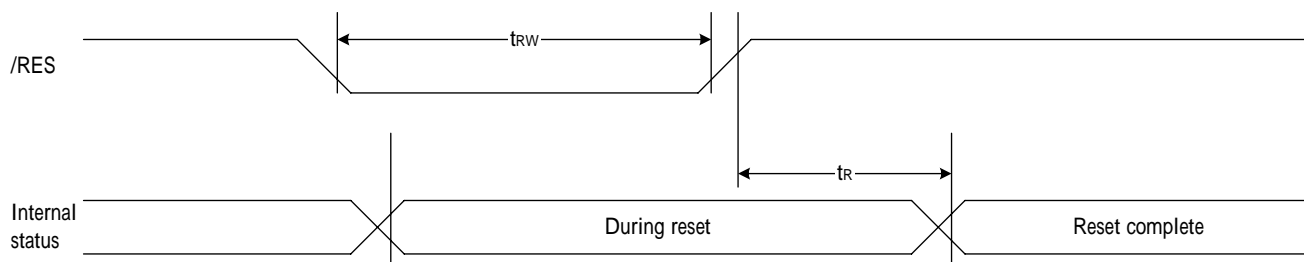 tRW
/RES
tR
Internal
status
During reset
Reset complete